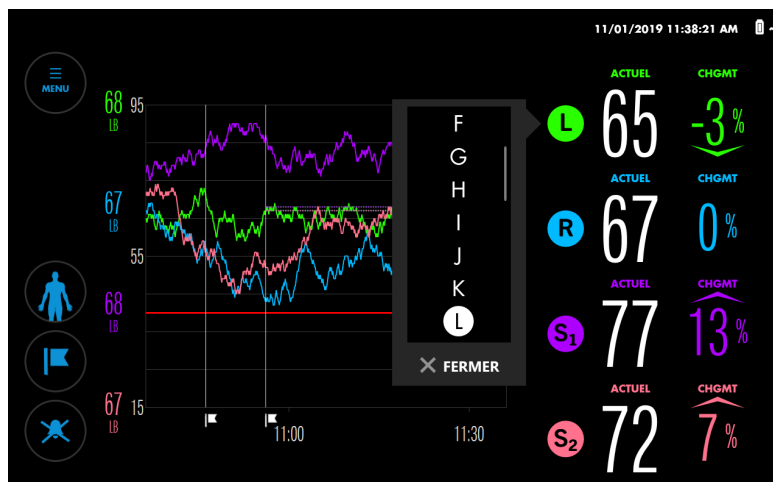 11/01/2019 11:38:21 AM
MENU
68
LB
95
67
LB
55
68
LB
67
LB
15
11:00
11:30
F
G
H
I
J
K
L
FERMER
ACTUEL CHGMT
L 65 -3 %
ACTUEL CHGMT
R 67 0 %
ACTUEL CHGMT
S1 77 13 %
ACTUEL CHGMT
S2 72 7 %